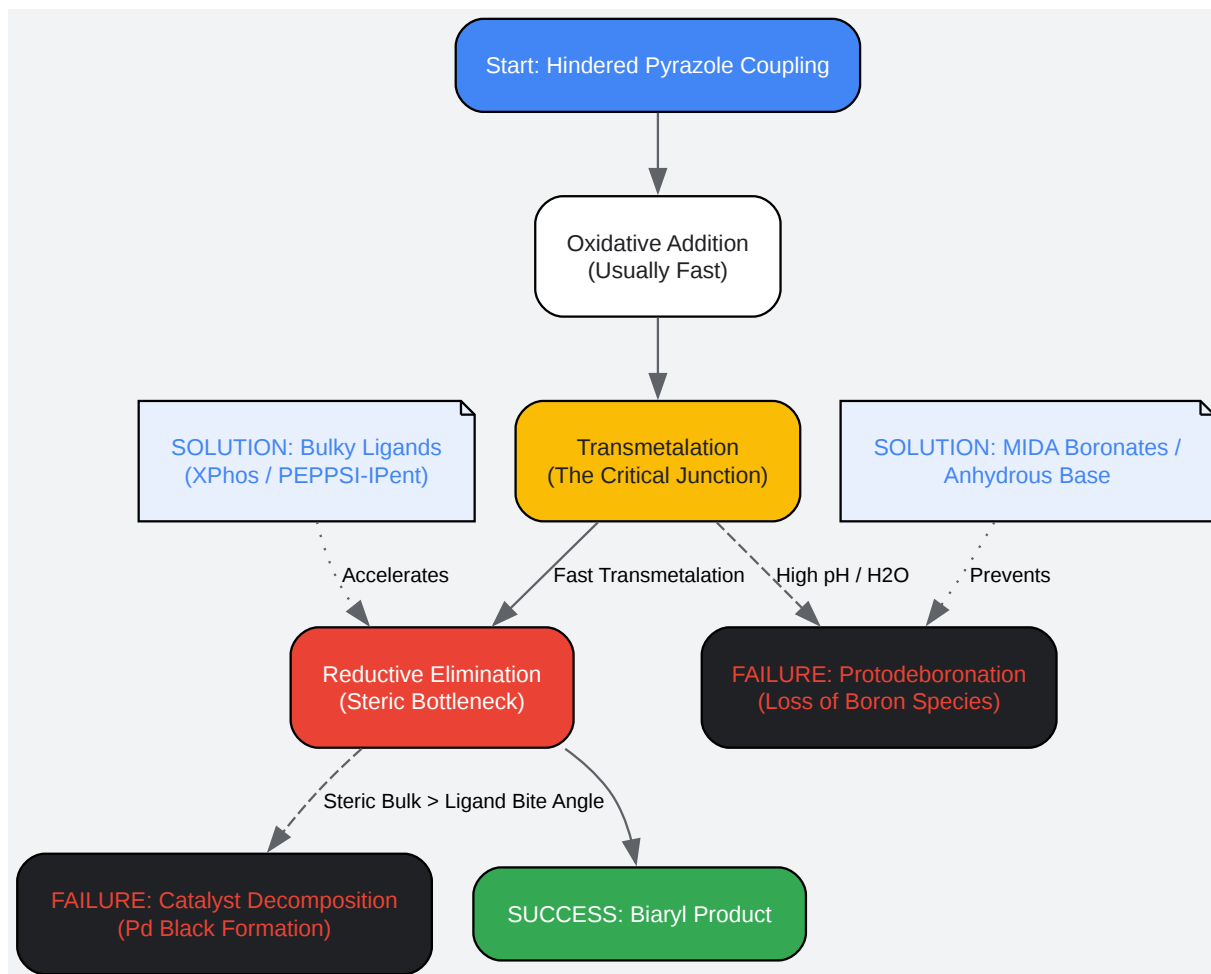 Start: Hindered Pyrazole Coupling
Oxidative Addition
(Usually Fast)
SOLUTION: Bulky Ligands
(XPhos / PEPPSI-IPent)
Transmetalation
(The Critical Junction)
SOLUTION: MIDA Boronates /
Anhydrous Base
Accelerates
Fast Transmetalation
High pH / H2O
Prevents
Reductive Elimination
(Steric Bottleneck)
FAILURE: Protodeboronation
(Loss of Boron Species)
Steric Bulk > Ligand Bite Angle
FAILURE: Catalyst Decomposition
(Pd Black Formation)
SUCCESS: Biaryl Product